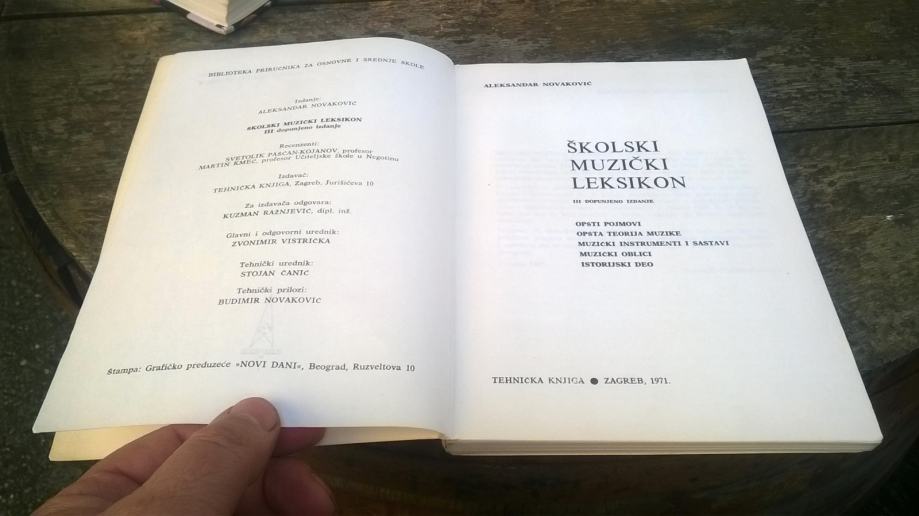 BIBLIOTEKA PRIRUČNIKA ZA OSNOVNE I SREDNJE ŠKOLE
Izdanje:
ALEKSANDAR NOVAKOVIĆ
ŠKOLSKI MUZIČKI LEKSIKON
III dopunjeno izdanje
Recenzenti:
SVETOLIK PAŠĆAN-KOJANOV, profesor
MARTIN KMEC, profesor Učiteljske škole u Negotinu
Izdavač:
TEHNIČKA KNJIGA, Zagreb, Jurišićeva 10
Za izdavača odgovara:
KUZMAN RAŽNJEVIĆ, dipl. inž.
Glavni i odgovorni urednik:
ZVONIMIR VISTRIČKA
Tehnički urednik:
STOJAN ĆANIĆ
Tehnički prilozi:
BUDIMIR NOVAKOVIĆ
Štampa: Grafičko preduzeće »NOVI DANI«, Beograd, Ruzveltova 10
ALEKSANDAR NOVAKOVIĆ
ŠKOLSKI
MUZIČKI
LEKSIKON
III DOPUNJENO IZDANJE
OPŠTI POJMOVI
OPŠTA TEORIJA MUZIKE
MUZIČKI INSTRUMENTI I SASTAVI
MUZIČKI OBLICI
ISTORIJSKI DEO
TEHNIČKA KNJIGA ● ZAGREB, 1971.